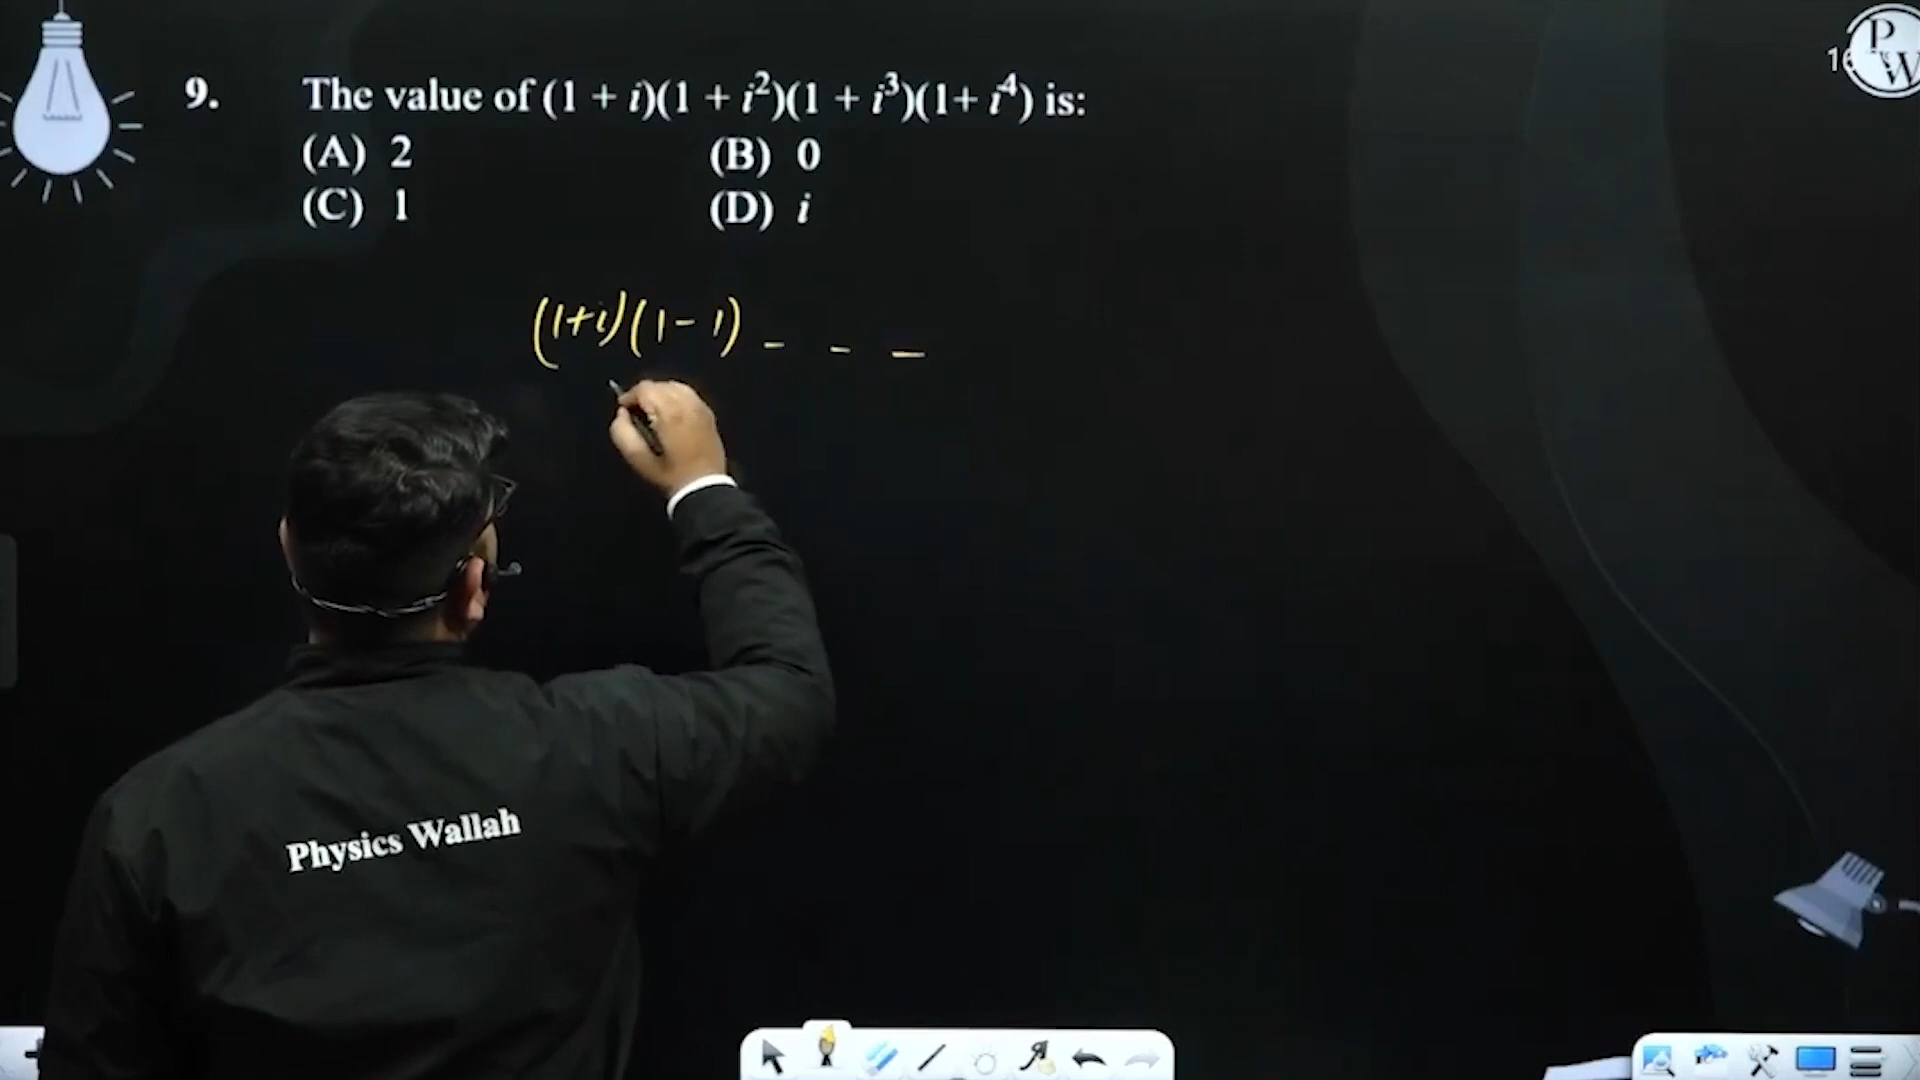 9. The value of (1 + i)(1 + i²)(1 + i³)(1+ i⁴) is:
(A) 2 (B) 0
(C) 1 (D) i
(1+i)(1-1) - - -
Physics Wallah
PW